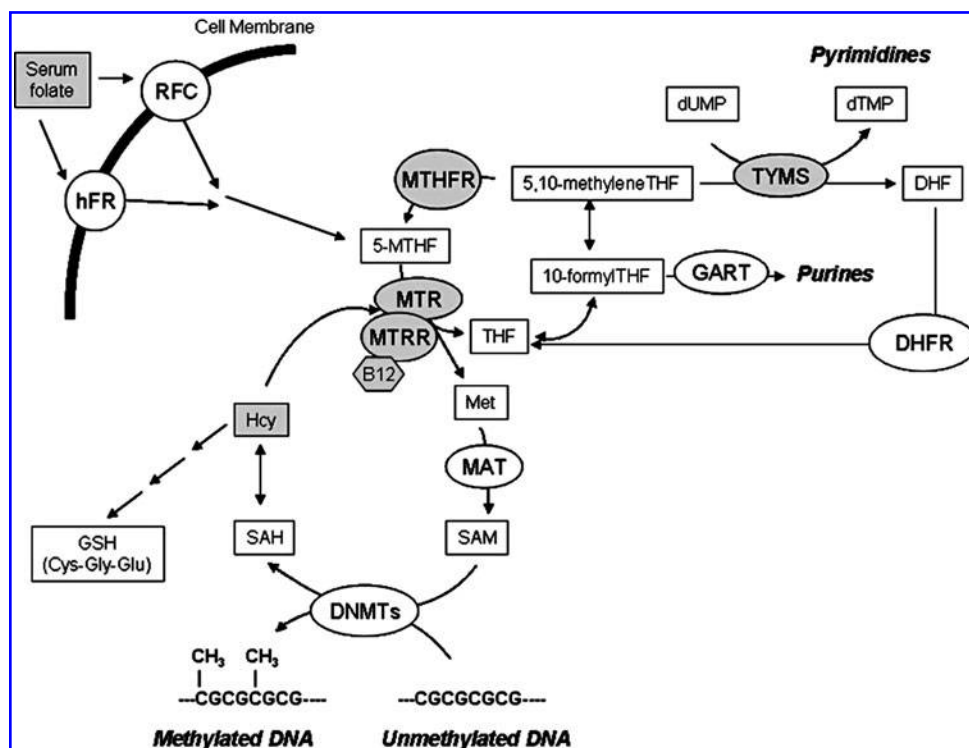 Cell Membrane
Serum
folate
RFC
hFR
Pyrimidines
dUMP
dTMP
MTHFR
5,10-methyleneTHF
TYMS
DHF
5-MTHF
10-formylTHF
GART
Purines
MTR
MTRR
B12
THF
DHFR
Hcy
Met
MAT
GSH
(Cys-Gly-Glu)
SAH
SAM
DNMTs
CH3 CH3
---CGCGCGCG----
---CGCGCGCG----
Methylated DNA
Unmethylated DNA